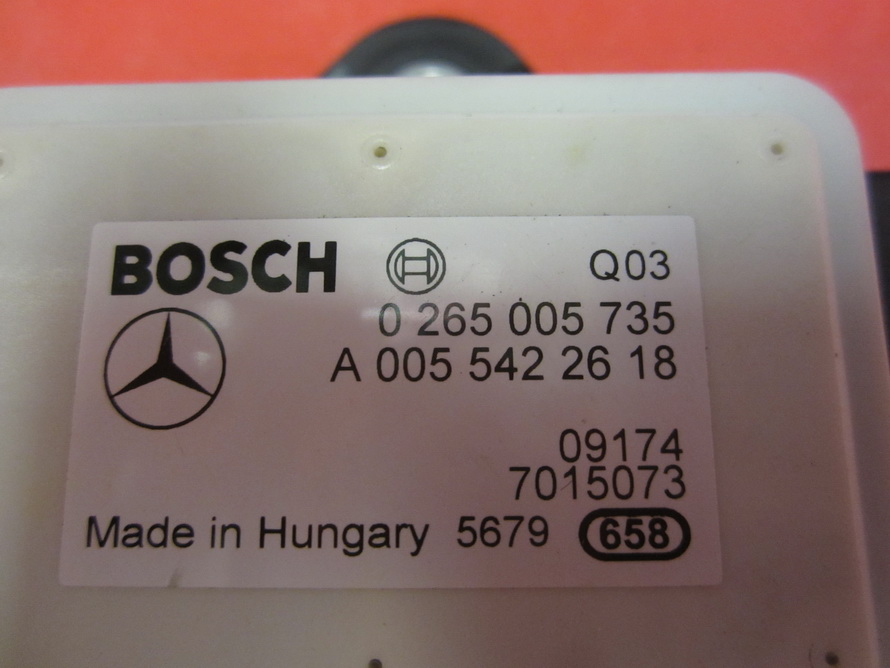 BOSCH Q03
0 265 005 735
A 005 542 26 18
09174
7015073
Made in Hungary 5679 658